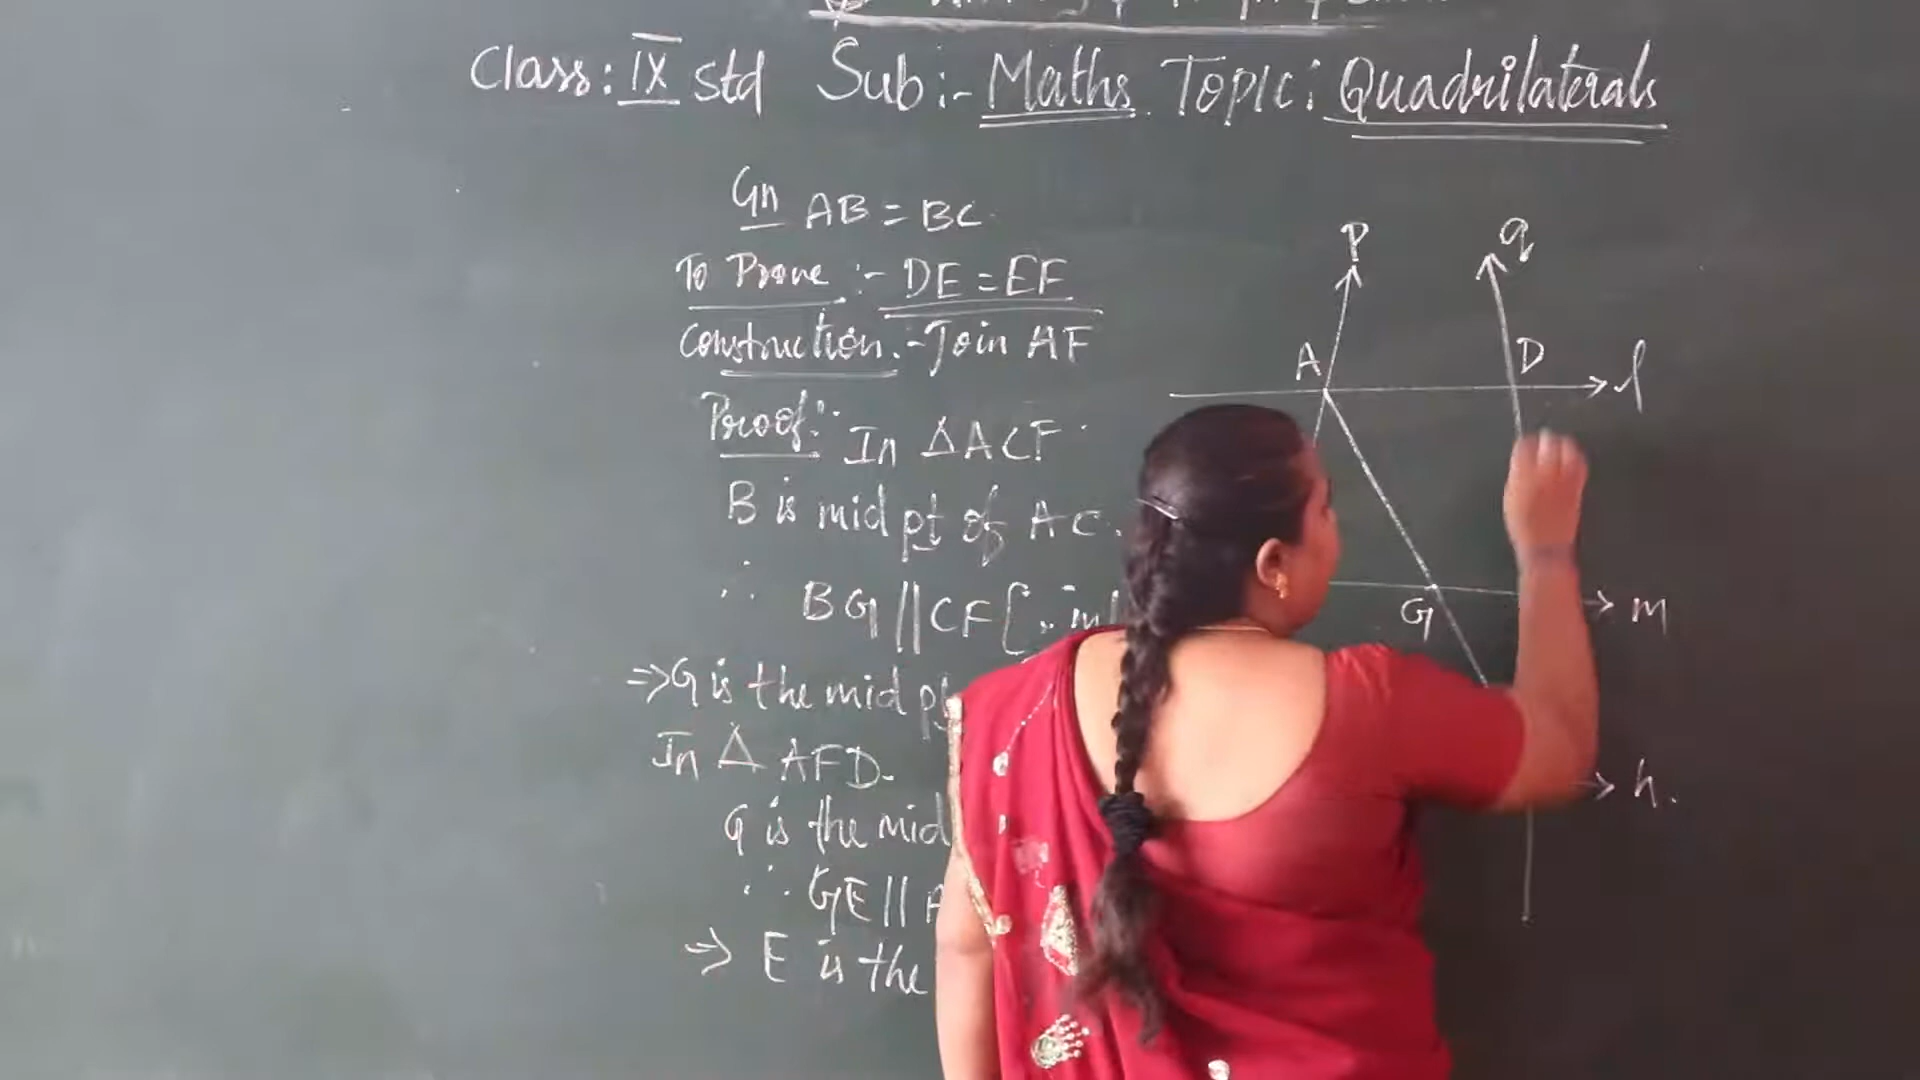 Class: IX std Sub:- Maths Topic: Quadrilaterals
Gn AB = BC
To Prove :- DE = EF
Construction:- Join AF
Proof:- In ΔACF
B is mid pt of AC.
∴ BG || CF [∵
⇒ G is the mid pt
In Δ AFD.
G is the mid
∴ GE ||
⇒ E is the
P
q
A
D
l
G
m
n.